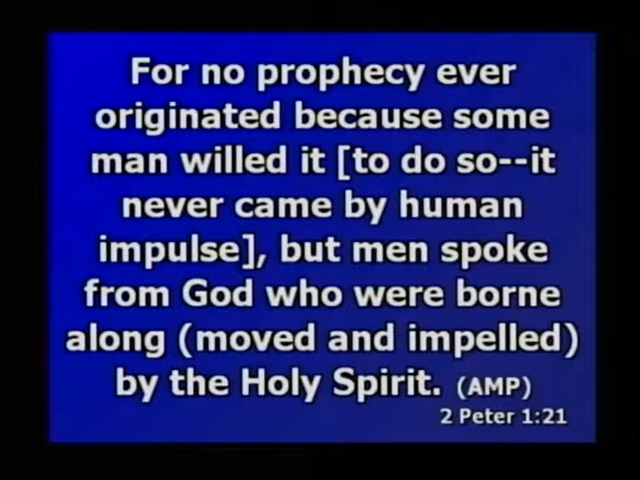 For no prophecy ever
originated because some
man willed it [to do so--it
never came by human
impulse], but men spoke
from God who were borne
along (moved and impelled)
by the Holy Spirit. (AMP)
2 Peter 1:21